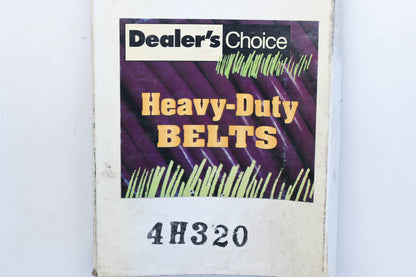 Dealer's Choice
Heavy-Duty
BELTS
4H320